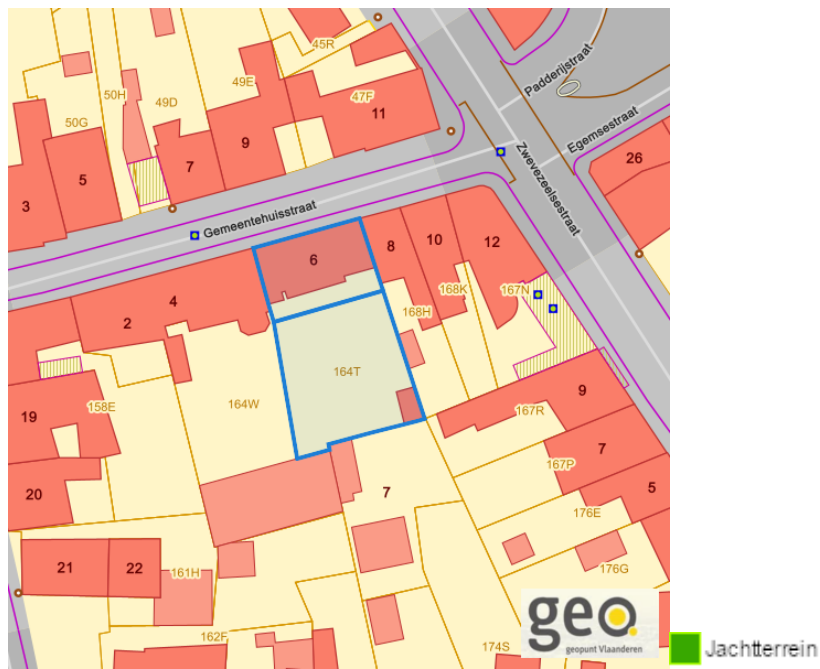 45R
50H
49E
49D
47F
50G
11
9
7
5
3
Padderijstraat
Egemsestraat
Zwevezeelsestraat
26
Gemeentehuisstraat
6
8
10
12
4
2
168K
167N
168H
164T
158E
164W
19
9
167R
7
167P
20
7
5
176E
21
22
161H
176G
162F
174S
geo
geopunt Vlaanderen
Jachtterrein